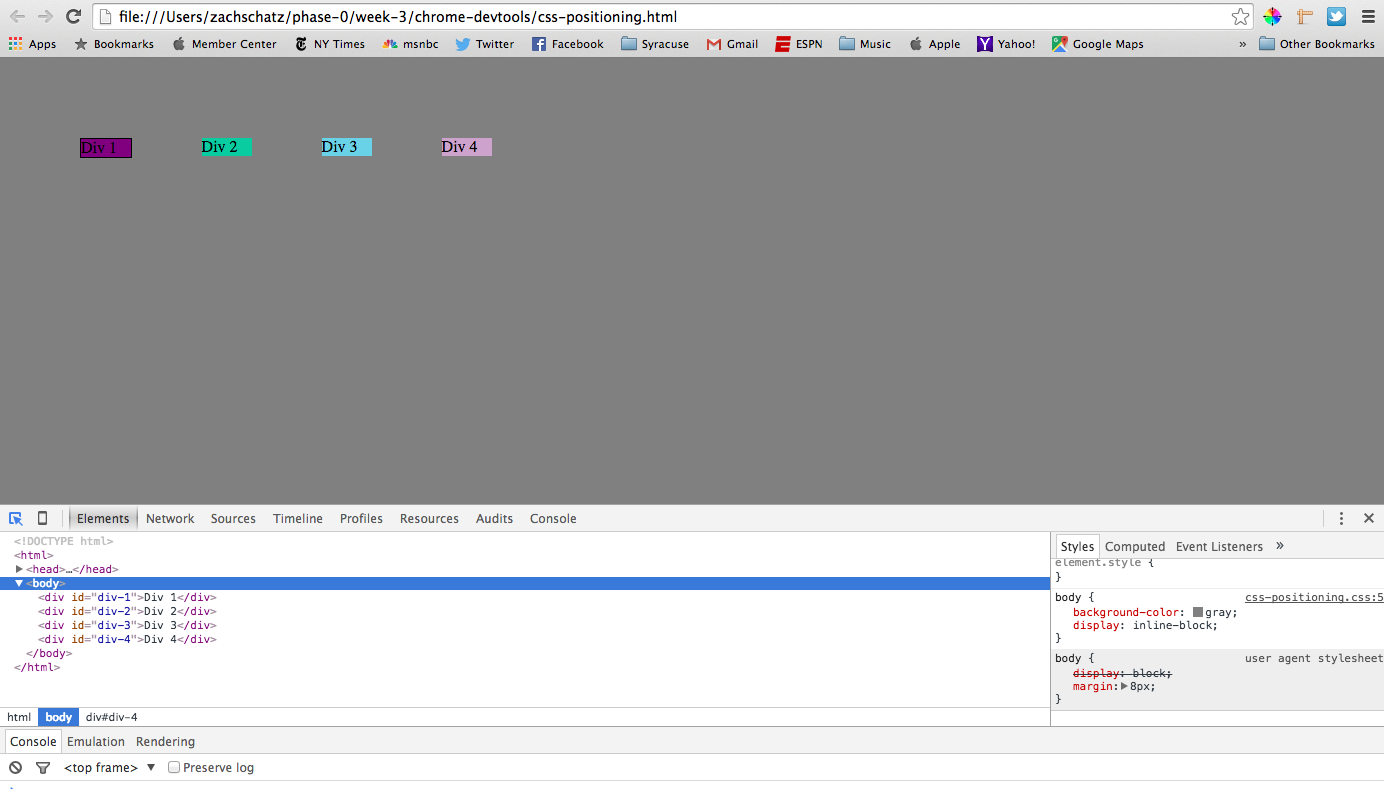 file:///Users/zachschatz/phase-0/week-3/chrome-devtools/css-positioning.html
Apps Bookmarks Member Center NY Times msnbc Twitter Facebook Syracuse Gmail ESPN Music Apple Yahoo! Google Maps » Other Bookmarks
Div 1 Div 2 Div 3 Div 4
Elements Network Sources Timeline Profiles Resources Audits Console
<!DOCTYPE html>
<html>
<head>…</head>
<body>
<div id="div-1">Div 1</div>
<div id="div-2">Div 2</div>
<div id="div-3">Div 3</div>
<div id="div-4">Div 4</div>
</body>
</html>
html body div#div-4
Styles Computed Event Listeners »
element.style {
}
body { css-positioning.css:5
background-color: gray;
display: inline-block;
}
body { user agent stylesheet
display: block;
margin: 8px;
}
Console Emulation Rendering
<top frame> ▼ Preserve log